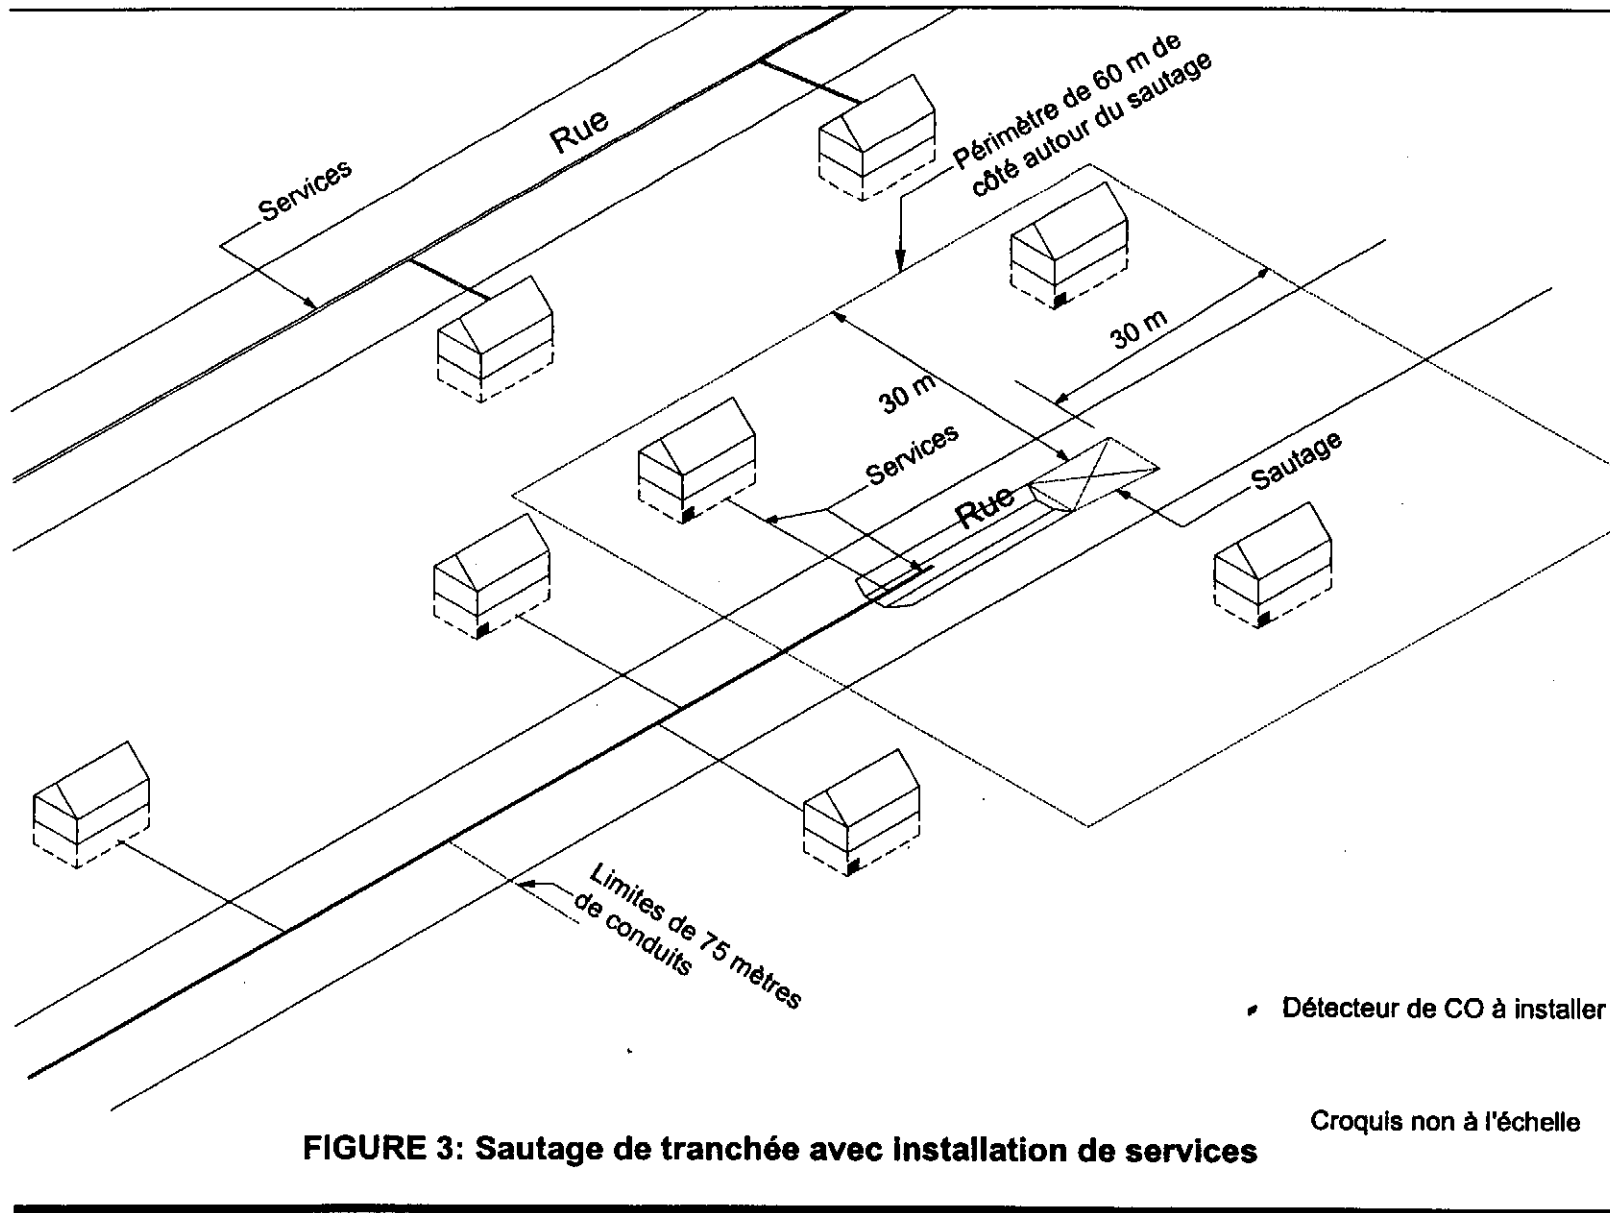 Périmètre de 60 m de
côté autour du sautage
Rue
Services
30 m
30 m
Services
Rue
Sautage
Limites de 75 mètres
de conduits
Détecteur de CO à installer
Croquis non à l'échelle
FIGURE 3: Sautage de tranchée avec installation de services